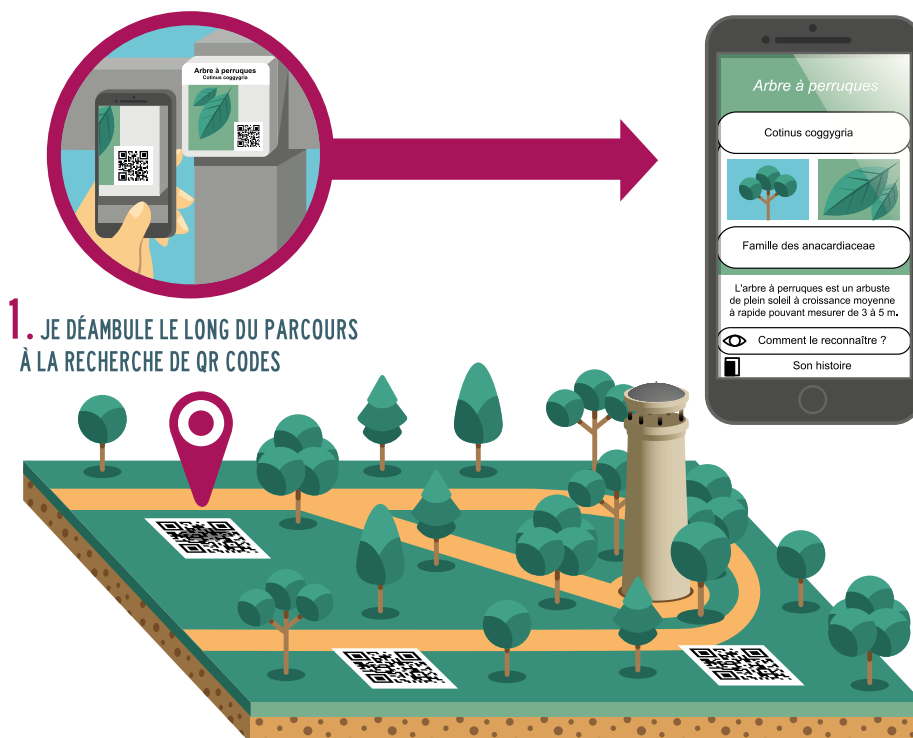 Arbre à perruques
Cotinus coggygria
1. JE DÉAMBULE LE LONG DU PARCOURS
À LA RECHERCHE DE QR CODES
Arbre à perruques
Cotinus coggygria
Famille des anacardiaceae
L'arbre à perruques est un arbuste
de plein soleil à croissance moyenne
à rapide pouvant mesurer de 3 à 5 m.
Comment le reconnaître ?
Son histoire